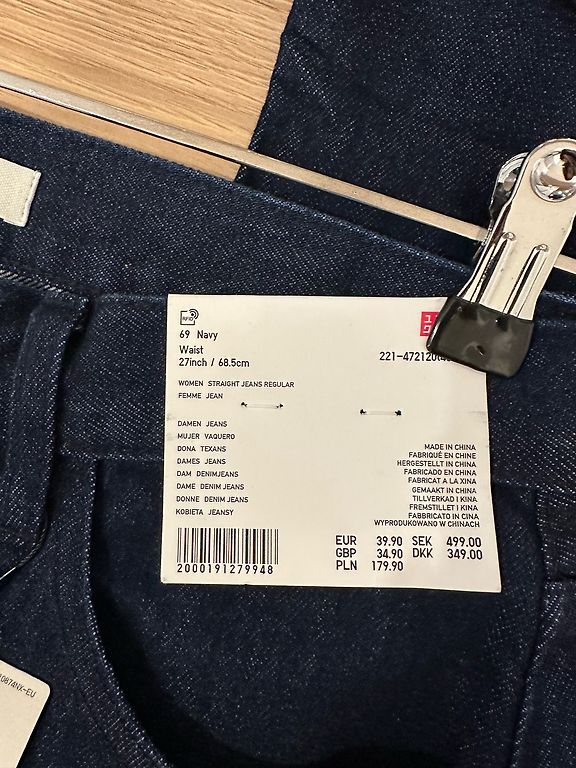 RFID
69 Navy
Waist
27inch / 68.5cm
221-472120
WOMEN STRAIGHT JEANS REGULAR
FEMME JEAN
DAMEN JEANS
MUJER VAQUERO
DONA TEXANS
DAMES JEANS
DAM DENIMJEANS
DAME DENIM JEANS
DONNE DENIM JEANS
KOBIETA JEANSY
MADE IN CHINA
FABRIQUÉ EN CHINE
HERGESTELLT IN CHINA
FABRICADO EN CHINA
FABRICAT A LA XINA
GEMAAKT IN CHINA
TILLVERKAD I KINA
FREMSTILLET I KINA
FABBRICATO IN CINA
WYPRODUKOWANO W CHINACH
2000191279948
EUR 39.90 SEK 499.00
GBP 34.90 DKK 349.00
PLN 179.90